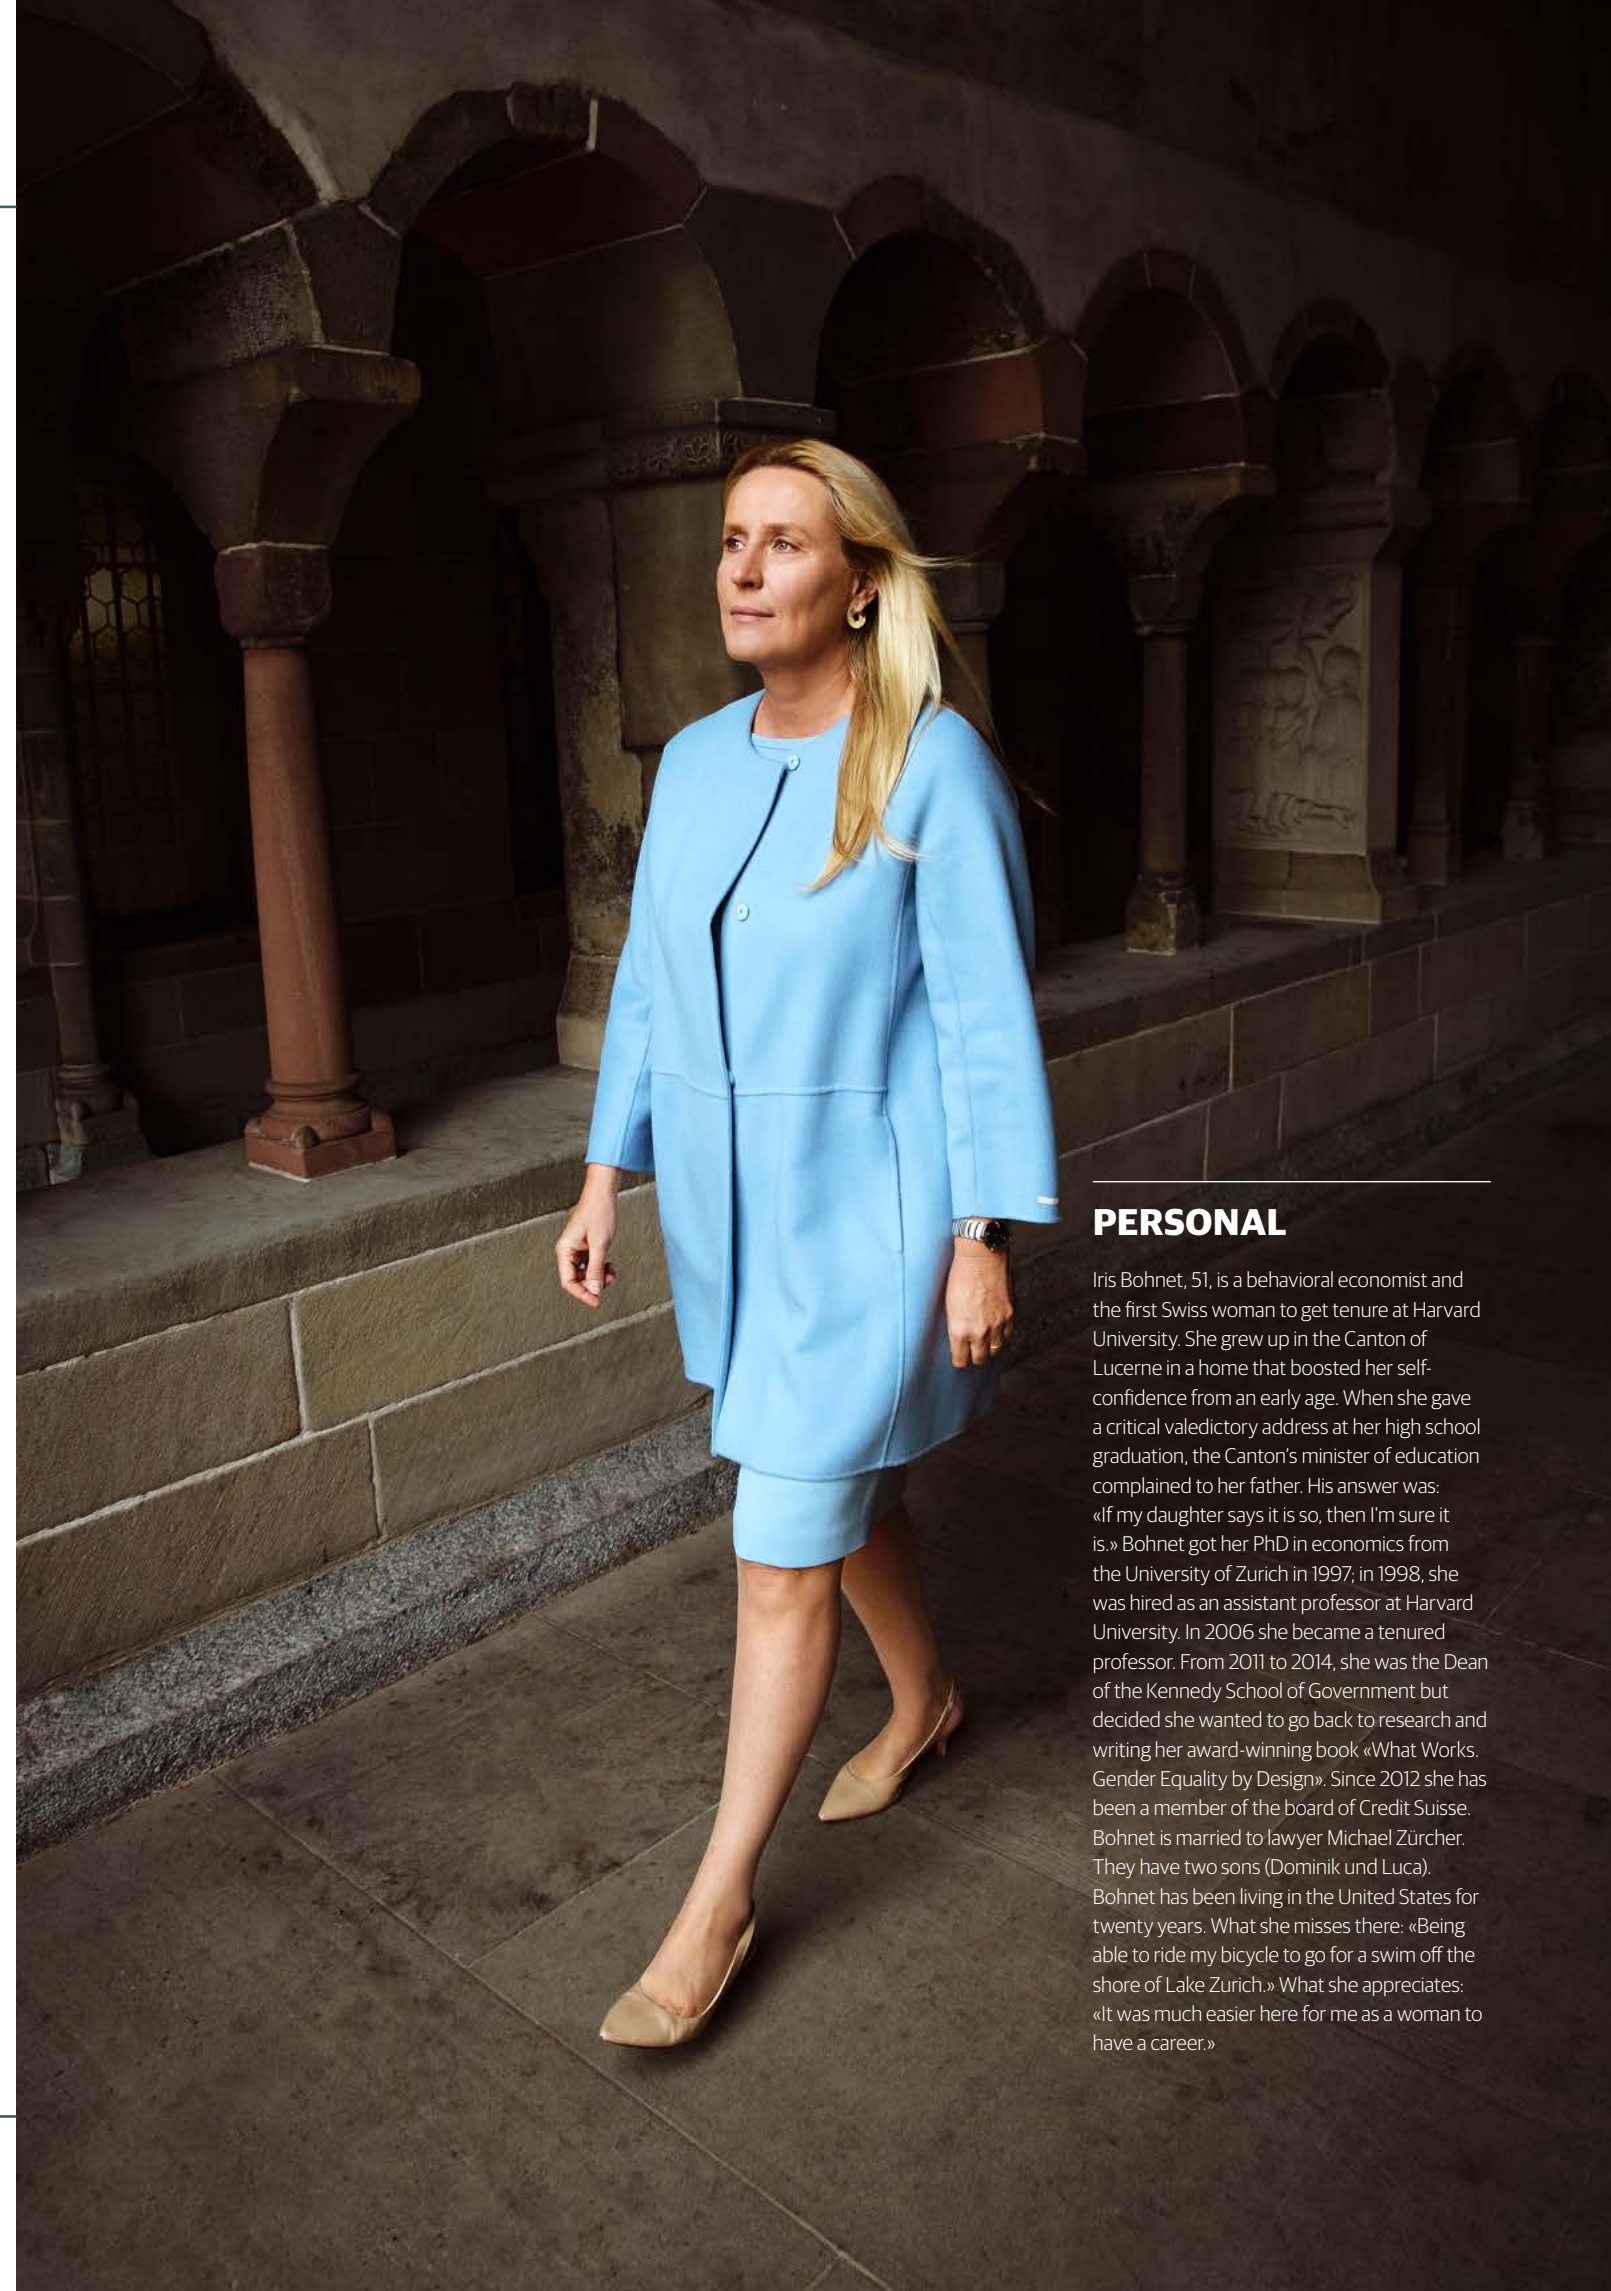 PERSONAL
Iris Bohnet, 51, is a behavioral economist and
the first Swiss woman to get tenure at Harvard
University. She grew up in the Canton of
Lucerne in a home that boosted her self-
confidence from an early age. When she gave
a critical valedictory address at her high school
graduation, the Canton's minister of education
complained to her father. His answer was:
«If my daughter says it is so, then I'm sure it
is.» Bohnet got her PhD in economics from
the University of Zurich in 1997; in 1998, she
was hired as an assistant professor at Harvard
University. In 2006 she became a tenured
professor. From 2011 to 2014, she was the Dean
of the Kennedy School of Government but
decided she wanted to go back to research and
writing her award-winning book «What Works.
Gender Equality by Design». Since 2012 she has
been a member of the board of Credit Suisse.
Bohnet is married to lawyer Michael Zürcher.
They have two sons (Dominik und Luca).
Bohnet has been living in the United States for
twenty years. What she misses there: «Being
able to ride my bicycle to go for a swim off the
shore of Lake Zurich.» What she appreciates:
«It was much easier here for me as a woman to
have a career.»